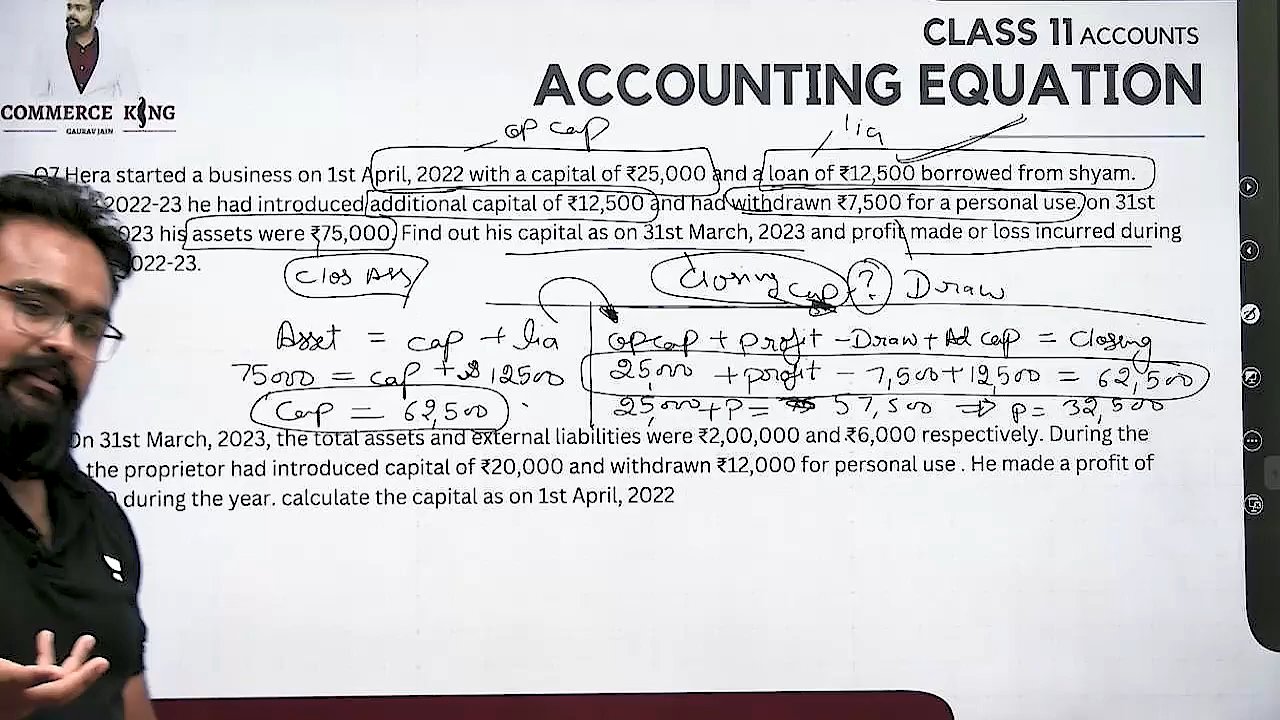 CLASS 11 ACCOUNTS
ACCOUNTING EQUATION
COMMERCE KING
GAURAV JAIN
op cap
lia
Q7 Hera started a business on 1st April, 2022 with a capital of ₹25,000 and a loan of ₹12,500 borrowed from shyam.
2022-23 he had introduced additional capital of ₹12,500 and had withdrawn ₹7,500 for a personal use. on 31st
023 his assets were ₹75,000. Find out his capital as on 31st March, 2023 and profit made or loss incurred during
022-23.
Clos Ass
Closing cap ? Draw
Asset = cap + lia
75000 = cap + 12500
Cap = 62,500
op cap + profit - Draw + Ad cap = Closing
25,000 + profit - 7,500 + 12,500 = 62,500
25,000 + P = 57,500 ⇒ P = 32,500
On 31st March, 2023, the total assets and external liabilities were ₹2,00,000 and ₹6,000 respectively. During the
the proprietor had introduced capital of ₹20,000 and withdrawn ₹12,000 for personal use . He made a profit of
during the year. calculate the capital as on 1st April, 2022